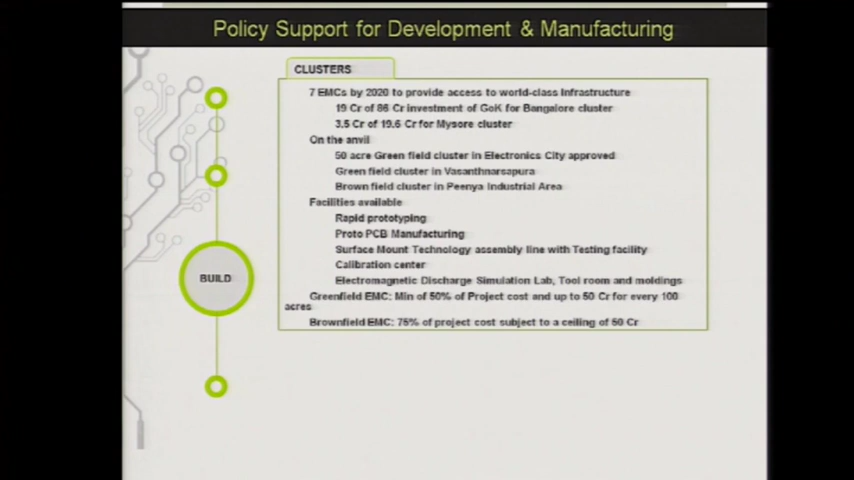 Policy Support for Development & Manufacturing
CLUSTERS
7 EMCs by 2020 to provide access to world-class Infrastructure
19 Cr of 86 Cr investment of GoK for Bangalore cluster
3.5 Cr of 19.6 Cr for Mysore cluster
On the anvil
50 acre Green field cluster in Electronics City approved
Green field cluster in Vasanthnarsapura
Brown field cluster in Peenya Industrial Area
Facilities available
Rapid prototyping
Proto PCB Manufacturing
Surface Mount Technology assembly line with Testing facility
Calibration center
Electromagnetic Discharge Simulation Lab, Tool room and moldings
Greenfield EMC: Min of 50% of Project cost and up to 50 Cr for every 100
acres
Brownfield EMC: 75% of project cost subject to a ceiling of 50 Cr
BUILD